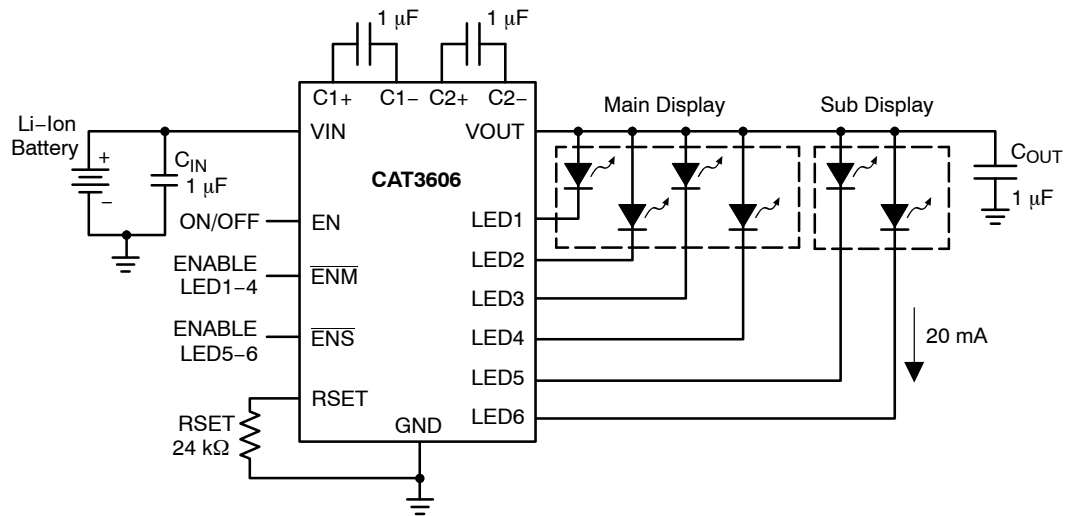 1 μF
1 μF
C1+ C1− C2+ C2−
Main Display
Sub Display
Li−Ion
Battery
VIN
VOUT
+
−
CIN
1 μF
CAT3606
COUT
1 μF
ON/OFF
EN
LED1
ENABLE
LED1−4
ENM
LED2
LED3
ENABLE
LED5−6
ENS
LED4
20 mA
LED5
RSET
LED6
GND
RSET
24 kΩ